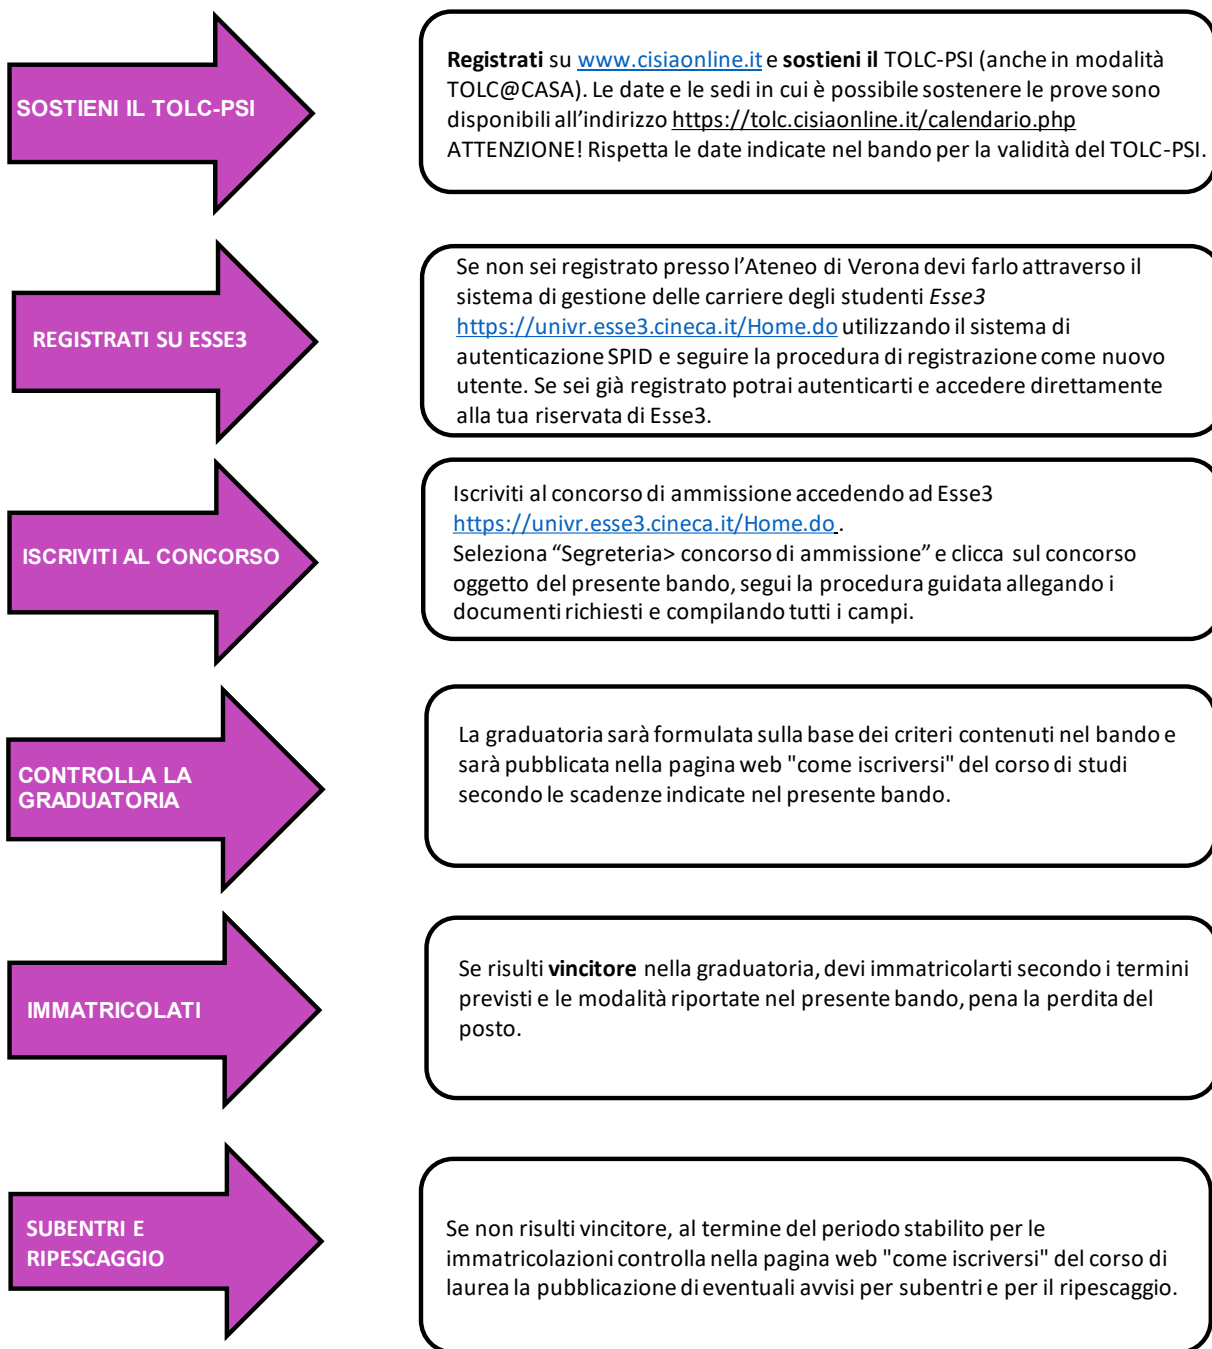 SOSTIENI IL TOLC-PSI
Registrati su www.cisiaonline.it e sostieni il TOLC-PSI (anche in modalità
TOLC@CASA). Le date e le sedi in cui è possibile sostenere le prove sono
disponibili all'indirizzo https://tolc.cisiaonline.it/calendario.php
ATTENZIONE! Rispetta le date indicate nel bando per la validità del TOLC-PSI.
REGISTRATI SU ESSE3
Se non sei registrato presso l'Ateneo di Verona devi farlo attraverso il
sistema di gestione delle carriere degli studenti Esse3
https://univr.esse3.cineca.it/Home.do utilizzando il sistema di
autenticazione SPID e seguire la procedura di registrazione come nuovo
utente. Se sei già registrato potrai autenticarti e accedere direttamente
alla tua riservata di Esse3.
ISCRIVITI AL CONCORSO
Iscriviti al concorso di ammissione accedendo ad Esse3
https://univr.esse3.cineca.it/Home.do .
Seleziona “Segreteria> concorso di ammissione” e clicca sul concorso
oggetto del presente bando, segui la procedura guidata allegando i
documenti richiesti e compilando tutti i campi.
CONTROLLA LA
GRADUATORIA
La graduatoria sarà formulata sulla base dei criteri contenuti nel bando e
sarà pubblicata nella pagina web "come iscriversi" del corso di studi
secondo le scadenze indicate nel presente bando.
IMMATRICOLATI
Se risulti vincitore nella graduatoria, devi immatricolarti secondo i termini
previsti e le modalità riportate nel presente bando, pena la perdita del
posto.
SUBENTRI E
RIPESCAGGIO
Se non risulti vincitore, al termine del periodo stabilito per le
immatricolazioni controlla nella pagina web "come iscriversi" del corso di
laurea la pubblicazione di eventuali avvisi per subentri e per il ripescaggio.